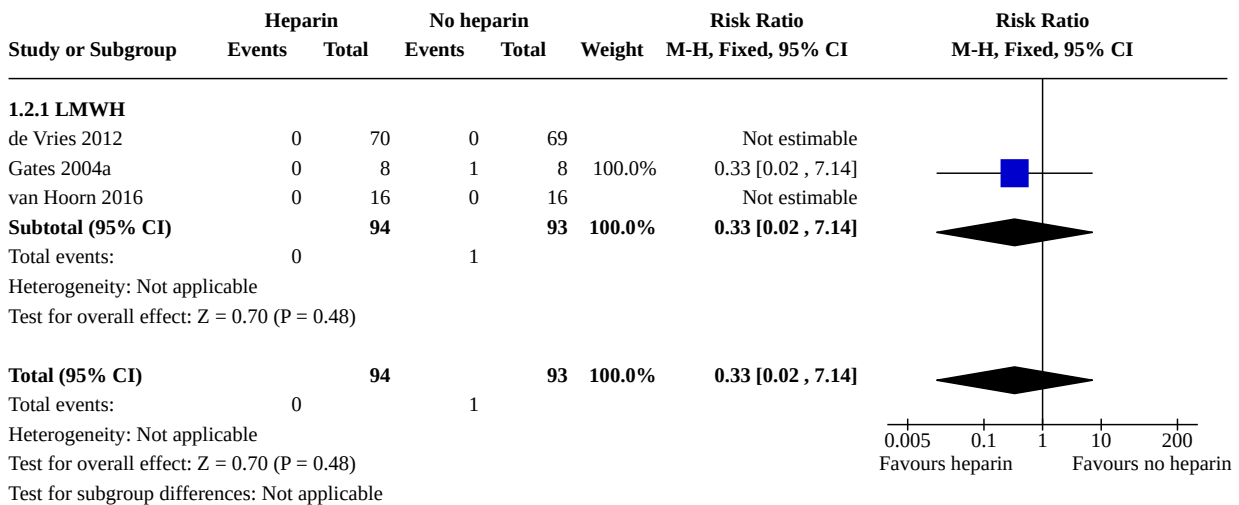 Heparin No heparin Risk Ratio Risk Ratio
Study or Subgroup Events Total Events Total Weight M-H, Fixed, 95% CI M-H, Fixed, 95% CI
1.2.1 LMWH
de Vries 2012 0 70 0 69 Not estimable
Gates 2004a 0 8 1 8 100.0% 0.33 [0.02 , 7.14]
van Hoorn 2016 0 16 0 16 Not estimable
Subtotal (95% CI) 94 93 100.0% 0.33 [0.02 , 7.14]
Total events: 0 1
Heterogeneity: Not applicable
Test for overall effect: Z = 0.70 (P = 0.48)
Total (95% CI) 94 93 100.0% 0.33 [0.02 , 7.14]
Total events: 0 1
Heterogeneity: Not applicable
0.005 0.1 1 10 200
Test for overall effect: Z = 0.70 (P = 0.48)
Favours heparin Favours no heparin
Test for subgroup differences: Not applicable